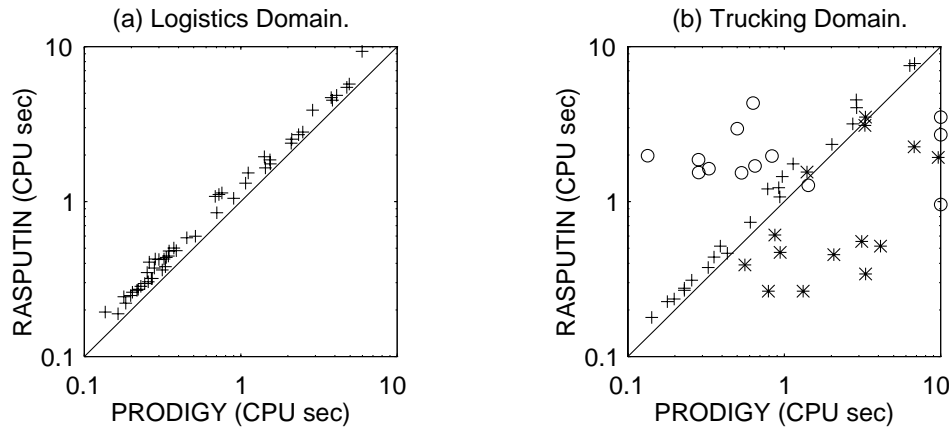 (a) Logistics Domain.
10
1
0.1
0.1
1
10
RASPUTIN (CPU sec)
PRODIGY (CPU sec)
(b) Trucking Domain.
10
1
0.1
0.1
1
10
RASPUTIN (CPU sec)
PRODIGY (CPU sec)